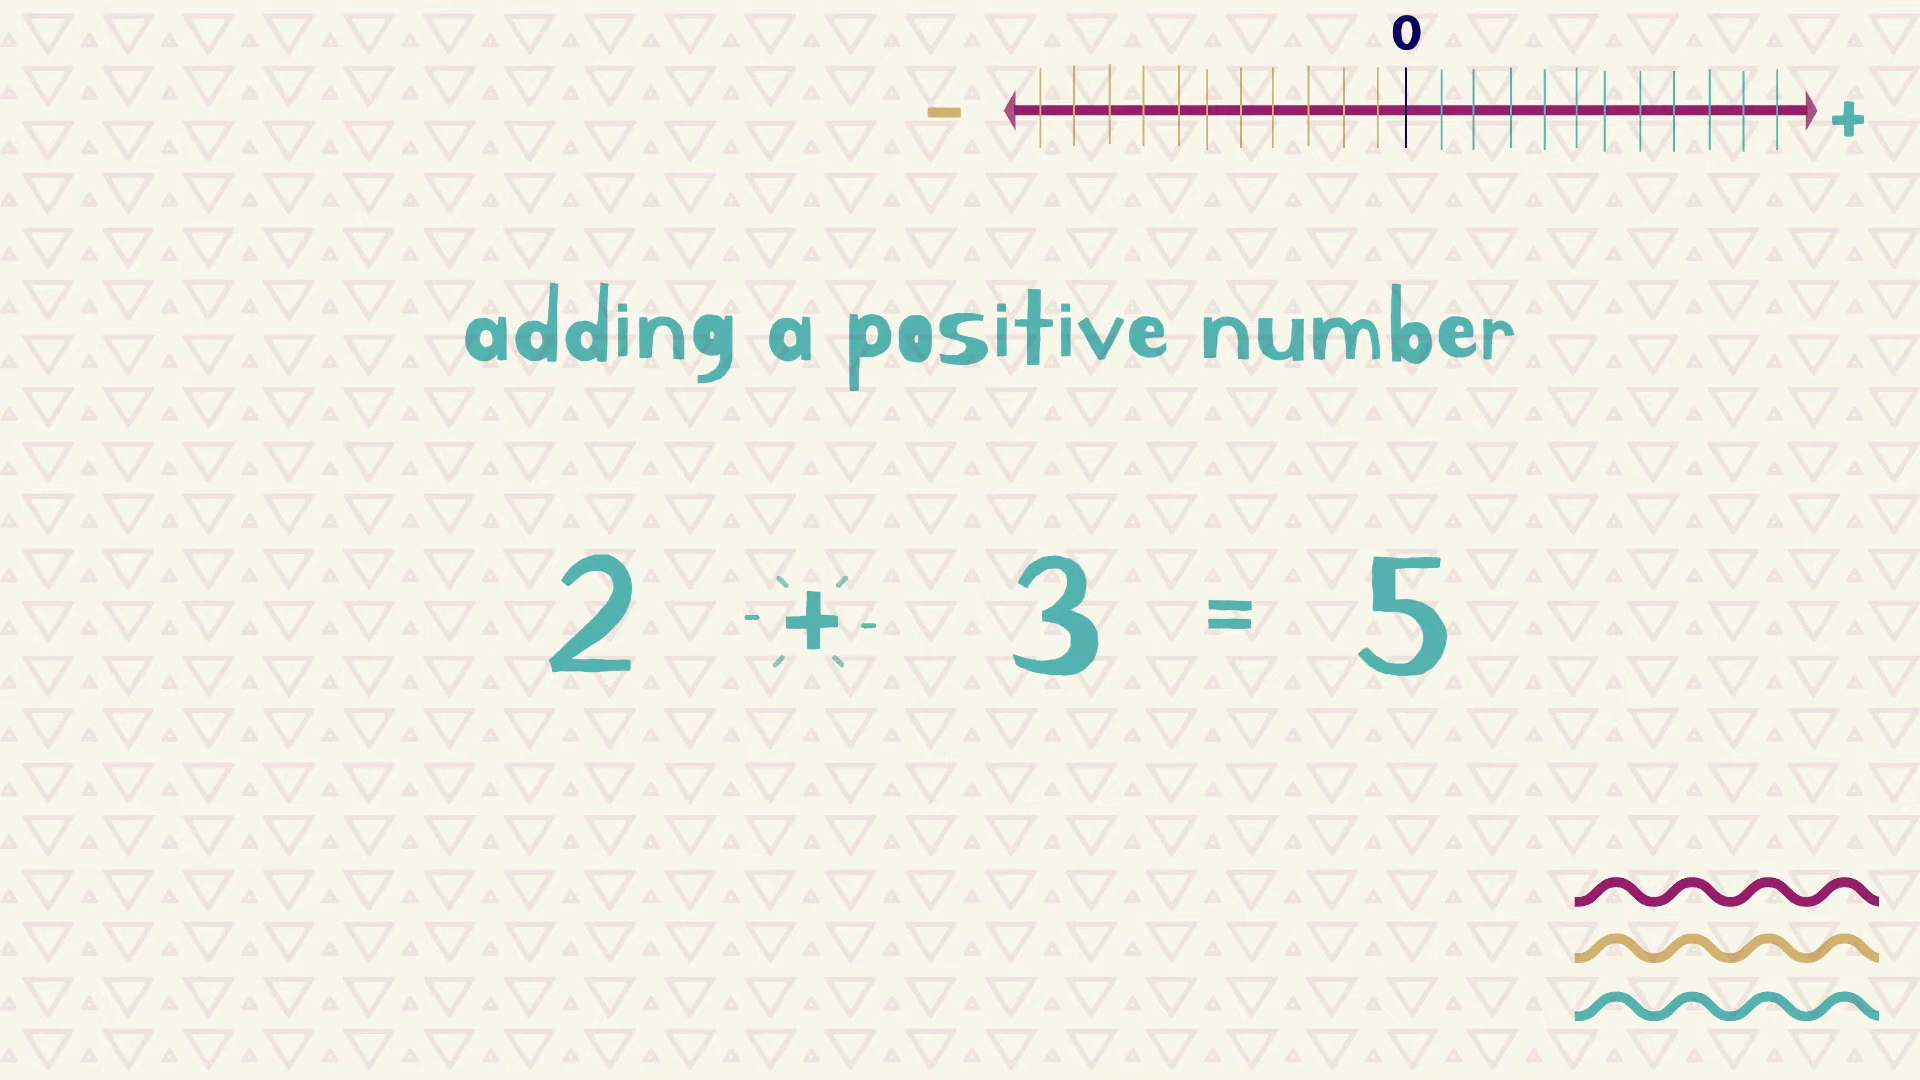 0
- +
adding a positive number
2 + 3 = 5